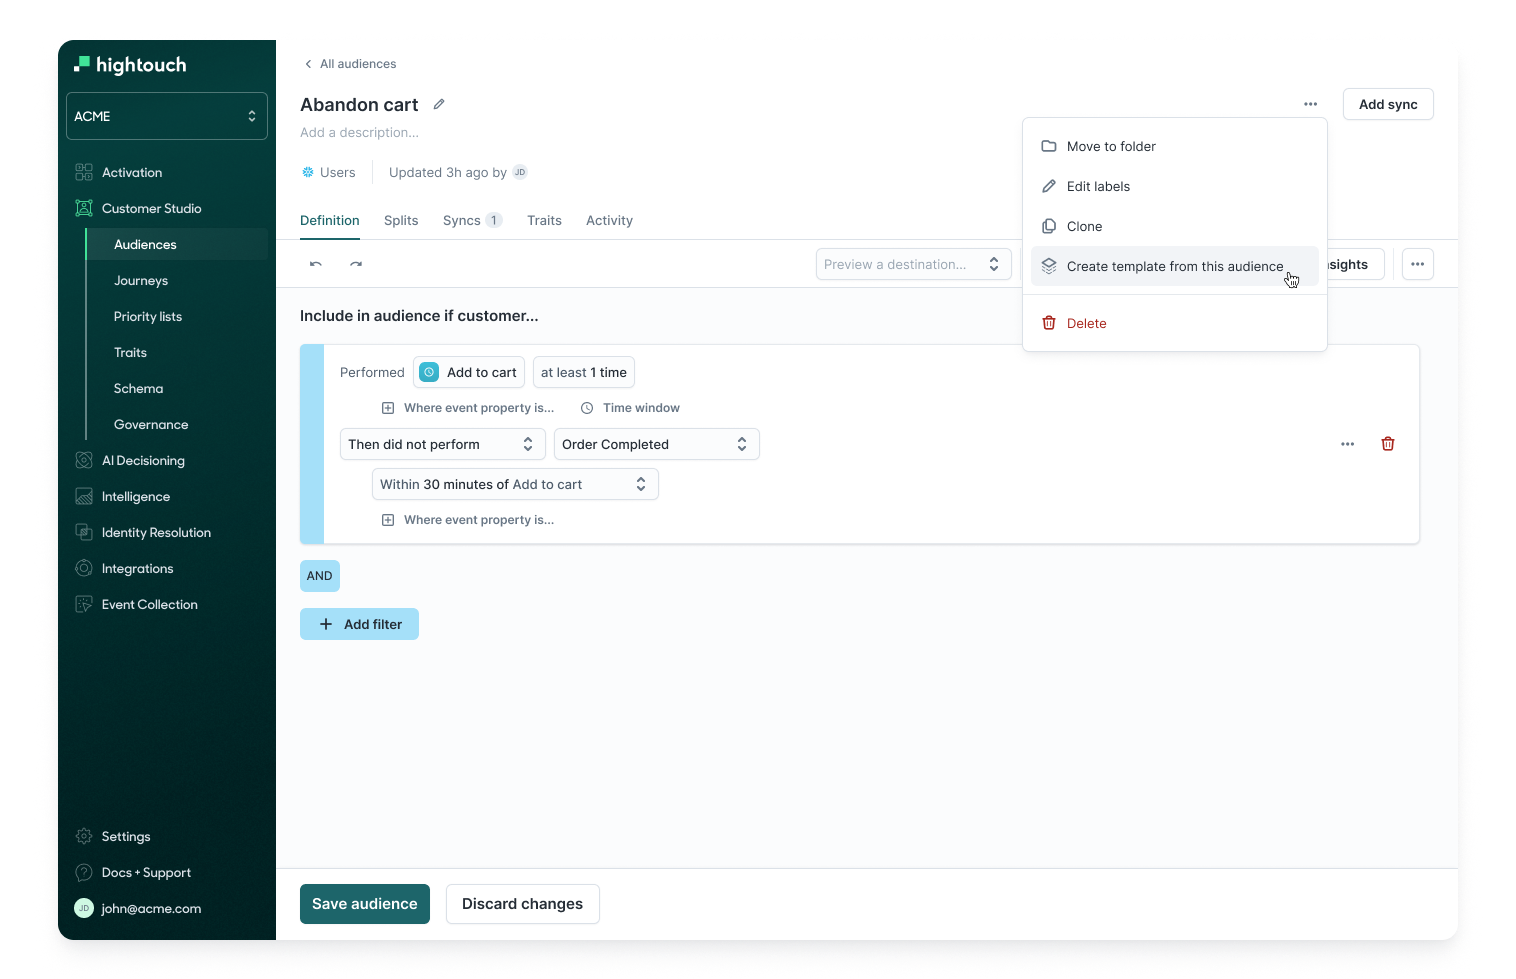 hightouch
ACME
Activation
Customer Studio
Audiences
Journeys
Priority lists
Traits
Schema
Governance
AI Decisioning
Intelligence
Identity Resolution
Integrations
Event Collection
Settings
Docs + Support
JD john@acme.com
All audiences
Abandon cart
Add sync
Add a description...
Users
Updated 3h ago by JD
Definition Splits Syncs 1 Traits Activity
Preview a destination...
Move to folder
Edit labels
Clone
Create template from this audience
Delete
Include in audience if customer...
Performed Add to cart at least 1 time
Where event property is... Time window
Then did not perform Order Completed
Within 30 minutes of Add to cart
Where event property is...
AND
Add filter
Save audience Discard changes